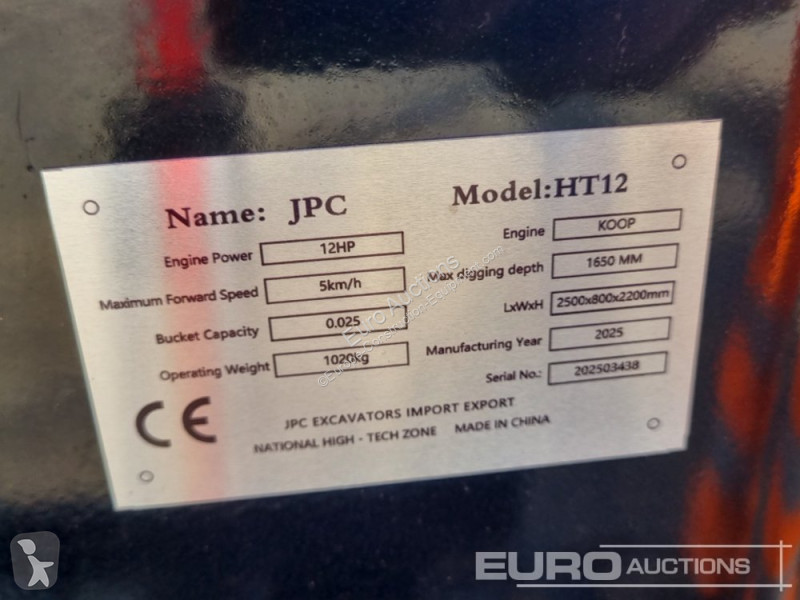 Name: JPC Model:HT12
Engine Power 12HP Engine KOOP
Maximum Forward Speed 5km/h Max digging depth 1650 MM
Bucket Capacity 0.025 LxWxH 2500x800x2200mm
Operating Weight 1020kg Manufacturing Year 2025
Serial No.: 202503438
CE
JPC EXCAVATORS IMPORT EXPORT
NATIONAL HIGH - TECH ZONE MADE IN CHINA
Euro Auctions
EURO AUCTIONS